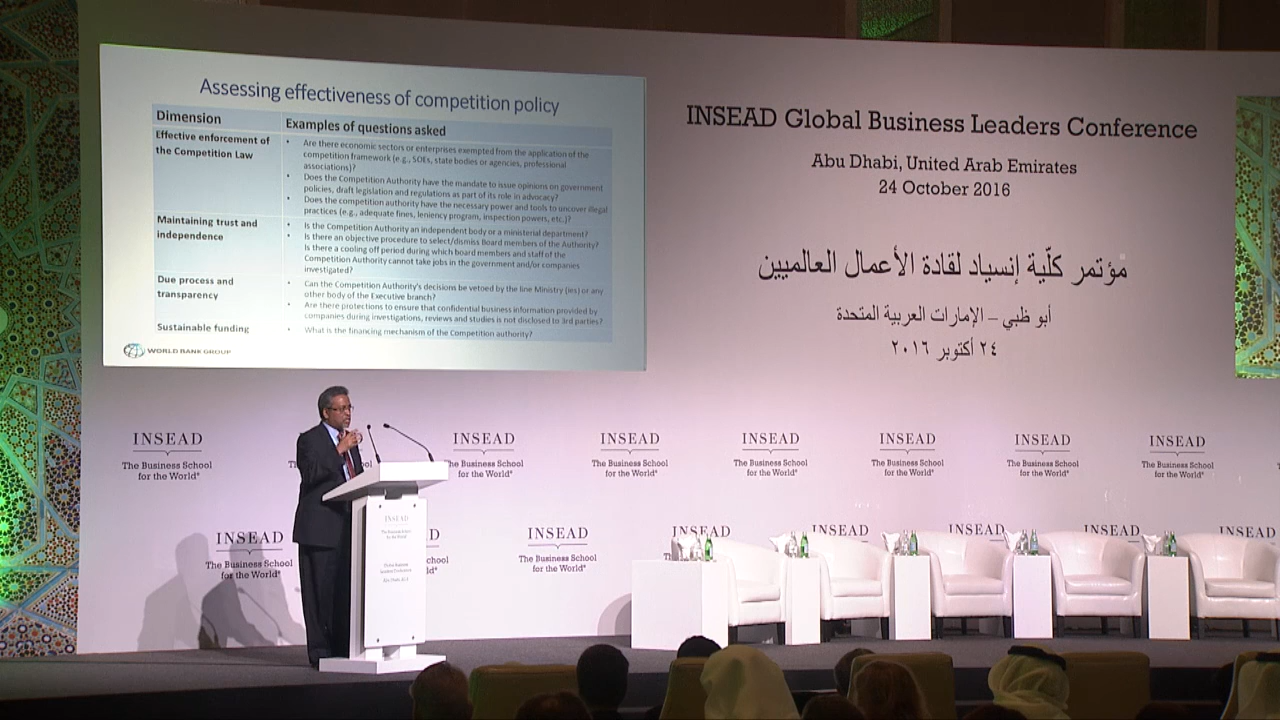 Assessing effectiveness of competition policy
Dimension
Examples of questions asked
Effective enforcement of
the Competition Law
• Are there economic sectors or enterprises exempted from the application of the
competition framework (e.g., SOEs, state bodies or agencies, professional
associations)?
• Does the Competition Authority have the mandate to issue opinions on government
policies, draft legislation and regulations as part of its role in advocacy?
• Does the competition authority have the necessary power and tools to uncover illegal
practices (e.g., adequate fines, leniency program, inspection powers, etc.)?
Maintaining trust and
independence
• Is the Competition Authority an independent body or a ministerial department?
• Is there an objective procedure to select/dismiss Board members of the Authority?
Is there a cooling off period during which board members and staff of the
Competition Authority cannot take jobs in the government and/or companies
investigated?
Due process and
transparency
• Can the Competition Authority's decisions be vetoed by the line Ministry (ies) or any
other body of the Executive branch?
• Are there protections to ensure that confidential business information provided by
companies during investigations, reviews and studies is not disclosed to 3rd parties?
Sustainable funding
• What is the financing mechanism of the Competition authority?
WORLD BANK GROUP
INSEAD Global Business Leaders Conference
Abu Dhabi, United Arab Emirates
24 October 2016
مؤتمر كلّية إنسياد لقادة الأعمال العالميين
أبو ظبي – الإمارات العربية المتحدة
٢٤ أكتوبر ٢٠١٦
INSEAD
The Business School
for the World®
INSEAD
The Business School
for the World®
INSEAD
The Business School
for the World®
INSEAD
The Business School
for the World®
INSEAD
The Business School
for the World®
INSEAD
The Business School
for the World®
INSEAD
The Business School
for the World®
INSEAD
The Business School
for the World®
INSEAD
The Business School
for the World®
INSEAD
INSEAD
INSEAD
INSEAD
INSEAD
INSEAD
The Business School
for the World
Global Business
Leaders Conference